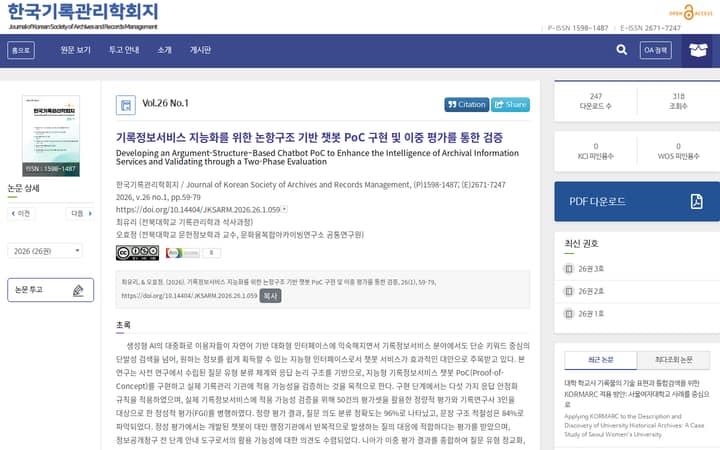 한국기록관리학회지
Journal of Korean Society of Archives and Records Management
OPEN ACCESS
P-ISSN 1598-1487 | E-ISSN 2671-7247
홈으로
원문 보기
투고 안내
소개
게시판
OA 정책
한국기록관리학회지
ISSN : 1598-1487
논문 상세
이전
다음
2026 (26권)
논문 투고
Vol.26 No.1
Citation
Share
기록정보서비스 지능화를 위한 논항구조 기반 챗봇 PoC 구현 및 이중 평가를 통한 검증
Developing an Argument-Structure-Based Chatbot PoC to Enhance the Intelligence of Archival Information
Services and Validating through a Two-Phase Evaluation
한국기록관리학회지 / Journal of Korean Society of Archives and Records Management, (P)1598-1487; (E)2671-7247
2026, v.26 no.1, pp.59-79
https://doi.org/10.14404/JKSARM.2026.26.1.059
최유리 (전북대학교 기록관리학과 석사과정)
오효정 (전북대학교 문헌정보학과 교수, 문화융복합아카이빙연구소 공동연구원)
최유리, & 오효정. (2026). 기록정보서비스 지능화를 위한 논항구조 기반 챗봇 PoC 구현 및 이중 평가를 통한 검증, 26(1), 59-79,
https://doi.org/10.14404/JKSARM.2026.26.1.059
복사
초록
생성형 AI의 대중화로 이용자들이 자연어 기반 대화형 인터페이스에 익숙해지면서 기록정보서비스 분야에서도 단순 키워드 중심의
단발성 검색을 넘어, 원하는 정보를 쉽게 획득할 수 있는 지능형 인터페이스로서 챗봇 서비스가 효과적인 대안으로 주목받고 있다. 본
연구는 사전 연구에서 수립된 질문 유형 분류 체계와 응답 논리 구조를 기반으로, 지능형 기록정보서비스 챗봇 PoC(Proof-of-
Concept)를 구현하고 실제 기록관리 기관에 적용 가능성을 검증하는 것을 목적으로 한다. 구현 단계에서는 다섯 가지 응답 안정화
규칙을 적용하였으며, 실제 기록정보서비스에 적용 가능성 검증을 위해 50건의 평가셋을 활용한 정량적 평가와 기록연구사 3인을
대상으로 한 정성적 평가(FGI)를 병행하였다. 정량 평가 결과, 질문 의도 분류 정확도는 96%로 나타났고, 문장 구조 적절성은 84%로
파악되었다. 정성 평가에서는 개발된 챗봇이 대민 행정기관에서 반복적으로 발생하는 질의 대응에 적합하다는 평가를 받았으며,
정보공개청구 전 단계 안내 도구로서의 활용 가능성에 대한 의견도 수렴되었다. 나아가 이중 평가 결과를 종합하여 질문 유형 정교화,
247
다운로드 수
318
조회수
0
KCI 피인용수
0
WOS 피인용수
PDF 다운로드
최신 권호
26권 3호
26권 2호
26권 1호
최근 논문
최다조회 논문
대학 학교사 기록물의 기술 표현과 통합검색을 위한
KORMARC 적용 방안: 서울여자대학교 사례를 중심으
로
Applying KORMARC to the Description and
Discovery of University Historical Archives: A Case
Study of Seoul Women's University